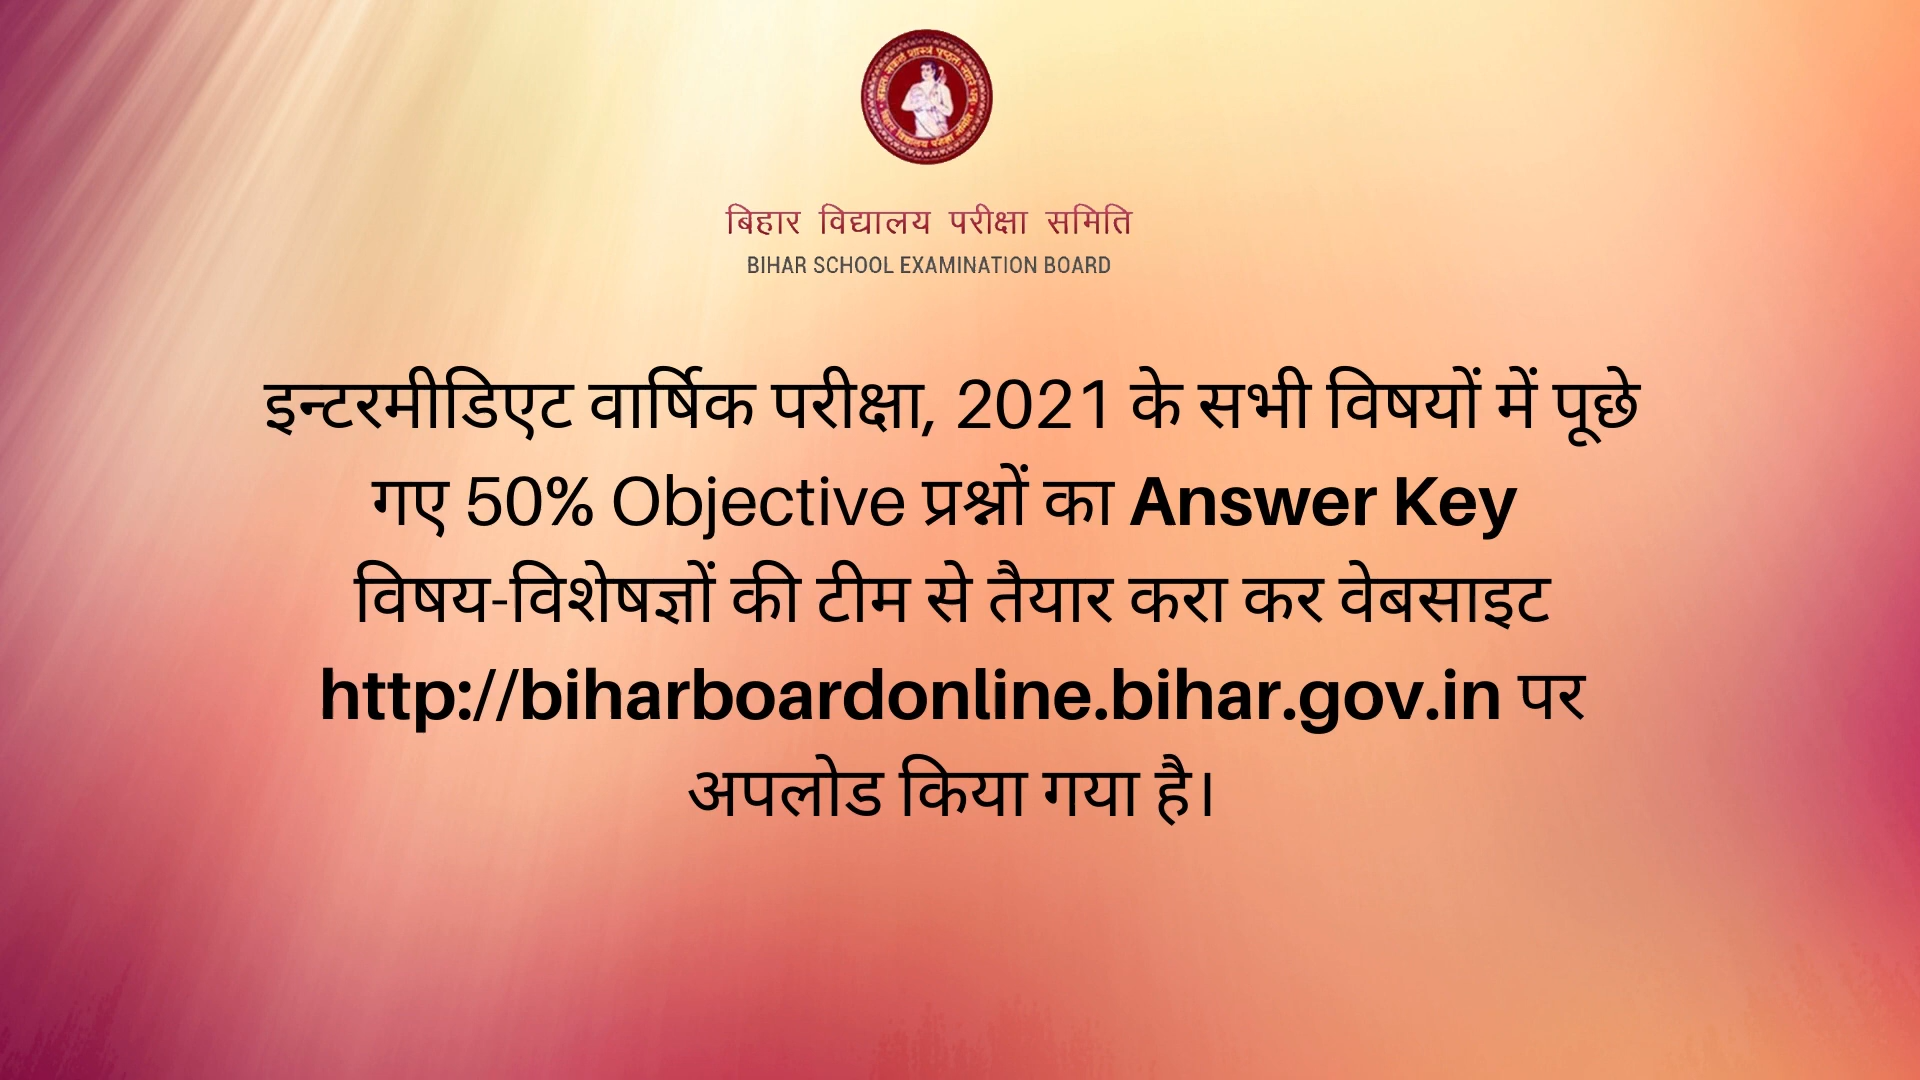 बिहार विद्यालय परीक्षा समिति
BIHAR SCHOOL EXAMINATION BOARD
इन्टरमीडिएट वार्षिक परीक्षा, 2021 के सभी विषयों में पूछे
गए 50% Objective प्रश्नों का Answer Key
विषय-विशेषज्ञों की टीम से तैयार करा कर वेबसाइट
http://biharboardonline.bihar.gov.in पर
अपलोड किया गया है।